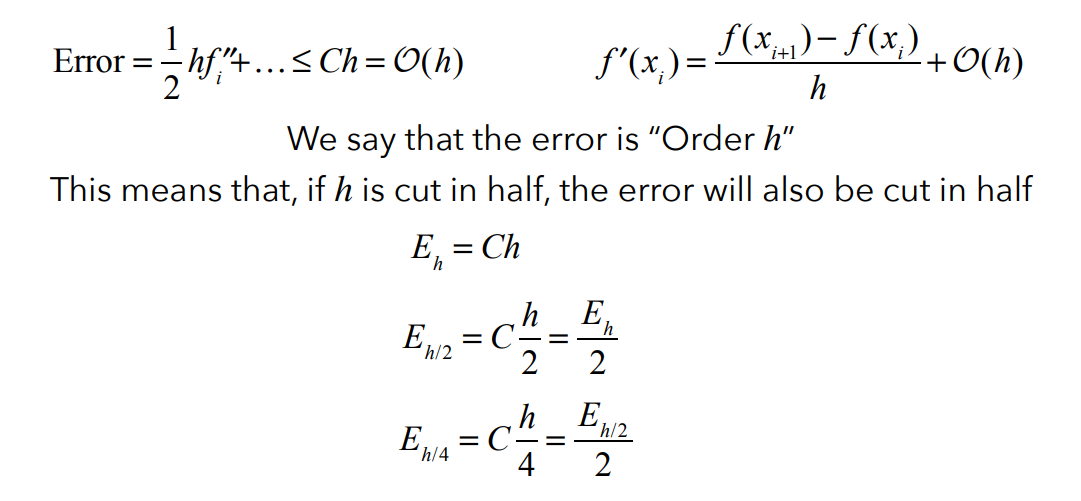 Error = 1/2 hf_i'' + ... ≤ Ch = 𝒪(h)    f'(x_i) = (f(x_{i+1}) − f(x_i))/h + 𝒪(h)
We say that the error is “Order h”
This means that, if h is cut in half, the error will also be cut in half
E_h = Ch
E_{h/2} = C h/2 = E_h/2
E_{h/4} = C h/4 = E_{h/2}/2